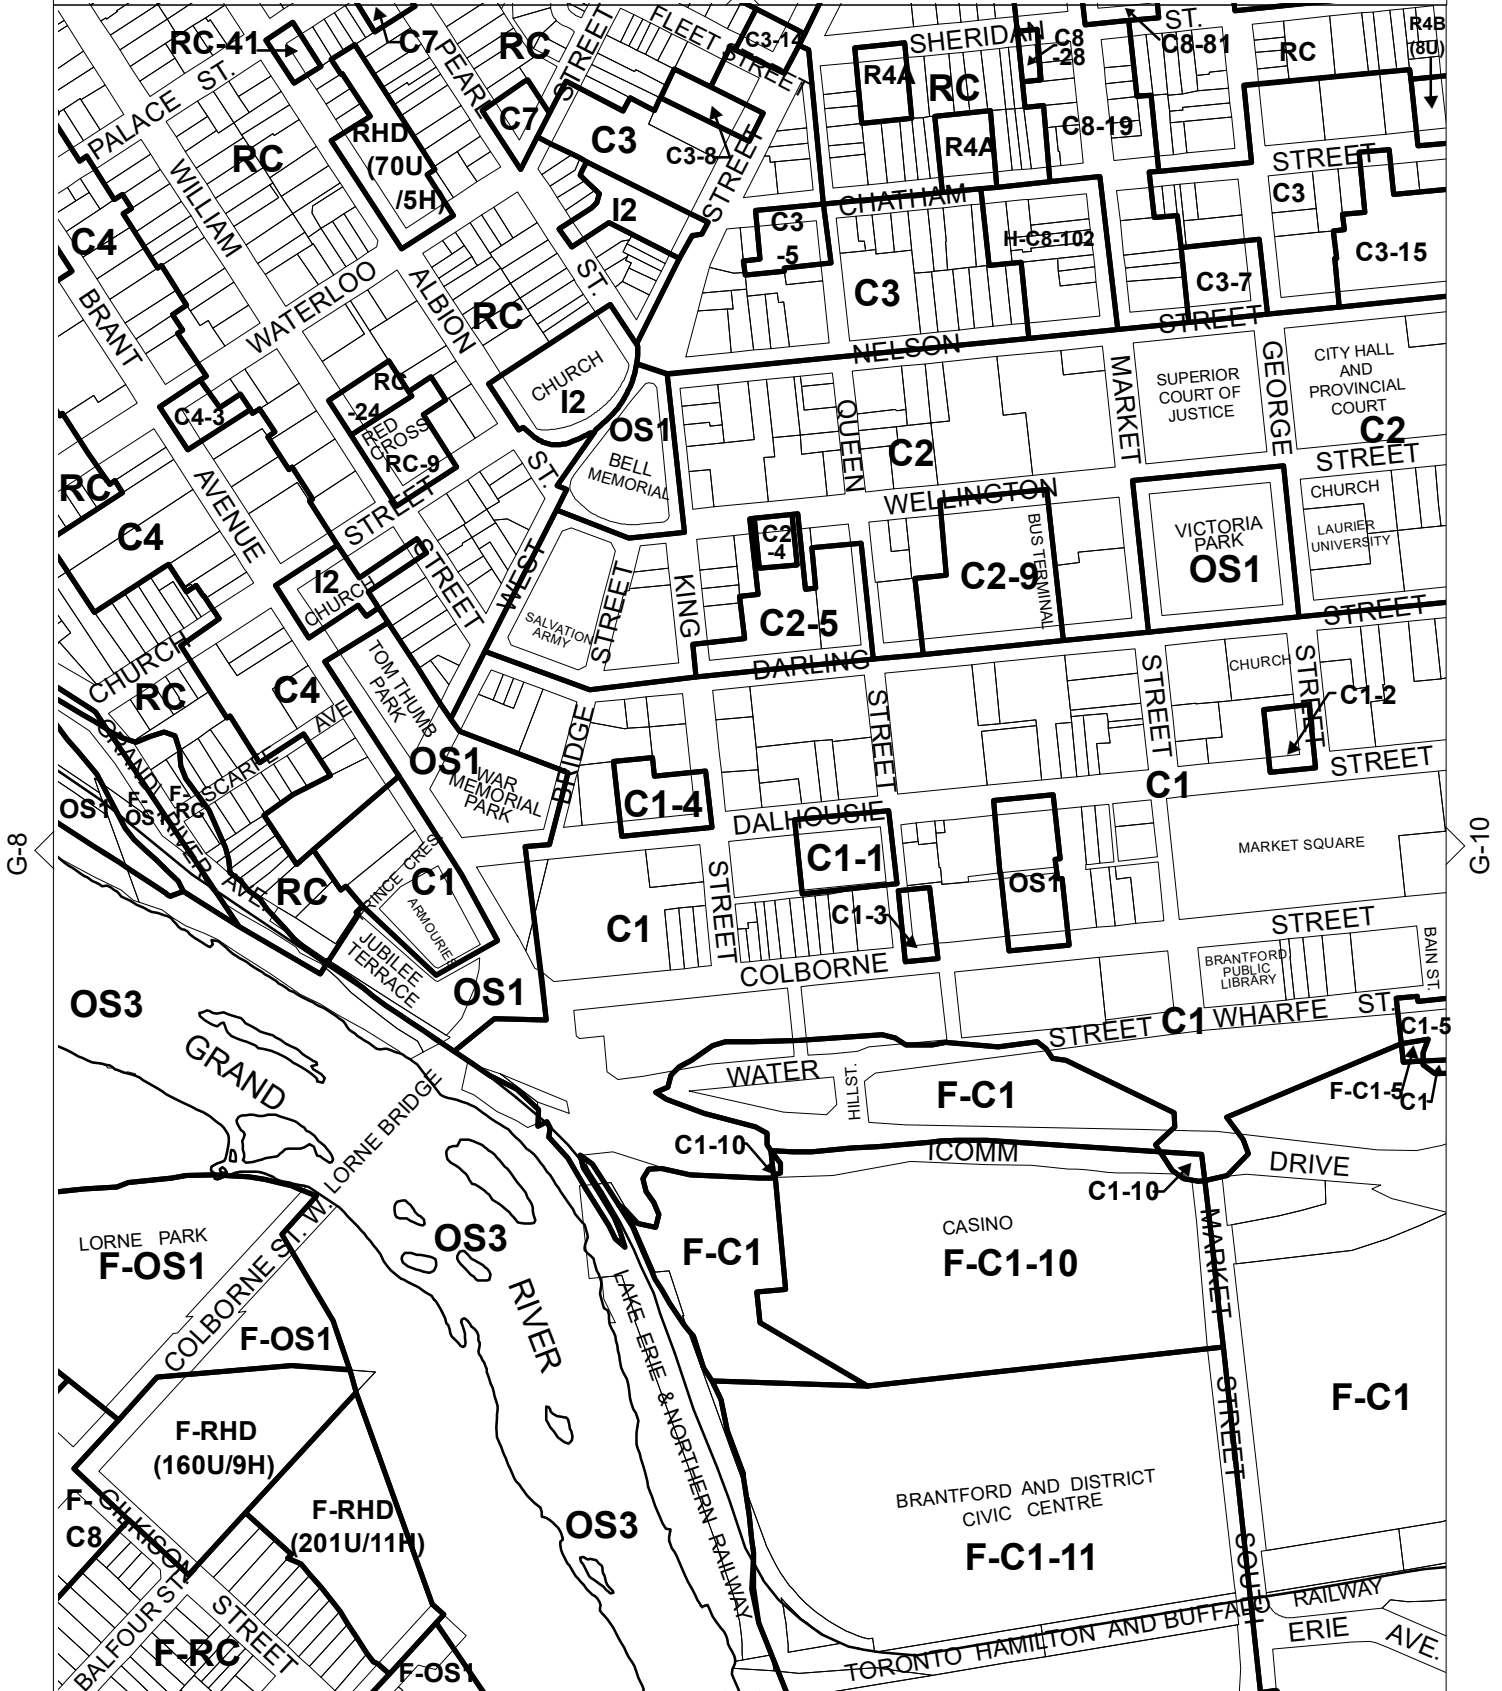 RC-41
C7
RC
FLEET
STREET
C3-14
SHERIDAN
ST.
C8
-28
C8-81
RC
R4B
(8U)
PALACE ST.
PEARL
STREET
R4A
RC
C7
RHD
(70U
/5H)
C3
C3-8
R4A
C8-19
STREET
RC
WILLIAM
STREET
I2
CHATHAM
C3
-5
H-C8-102
C3
C3-15
C4
C3-7
C3
BRANT
WATERLOO
ALBION
ST.
RC
STREET
NELSON
CHURCH
I2
MARKET
SUPERIOR
COURT OF
JUSTICE
GEORGE
CITY HALL
AND
PROVINCIAL
COURT
C2
C4-3
RC
-24
RED
CROSS
RC-9
OS1
BELL
MEMORIAL
QUEEN
C2
STREET
RC
AVENUE
STREET
ST.
WELLINGTON
CHURCH
C4
C2
-4
BUS TERMINAL
VICTORIA
PARK
OS1
LAURIER
UNIVERSITY
I2
CHURCH
STREET
WEST
STREET
KING
C2-9
C2-5
SALVATION
ARMY
STREET
DARLING
CHURCH
RC
C4
TOM THUMB
PARK
STREET
STREET
CHURCH
STREET
C1-2
GRAND
RIVER
AVE.
SCARFE
AVE
OS1
WAR
MEMORIAL
PARK
BRIDGE
STREET
C1
OS1
F-
OS1
F-
RC
C1-4
DALHOUSIE
G-8
G-10
MARKET SQUARE
C1-1
PRINCE CRES
C1
RC
ARMOURIES
STREET
OS1
C1-3
C1
STREET
JUBILEE
TERRACE
COLBORNE
BRANTFORD
PUBLIC
LIBRARY
BAIN ST.
OS3
OS1
STREET
C1
WHARFE
ST.
C1-5
GRAND
WATER
HILL ST.
F-C1
F-C1-5
C1
LORNE BRIDGE
C1-10
ICOMM
DRIVE
C1-10
LORNE PARK
F-OS1
COLBORNE ST. W.
OS3
F-C1
CASINO
F-C1-10
MARKET
RIVER
LAKE ERIE & NORTHERN RAILWAY
F-OS1
STREET
F-C1
F-RHD
(160U/9H)
F-
C8
GILKISON
F-RHD
(201U/11H)
OS3
BRANTFORD AND DISTRICT
CIVIC CENTRE
F-C1-11
SOUTH
BALFOUR ST.
STREET
F-RC
F-OS1
TORONTO HAMILTON AND BUFFALO RAILWAY
ERIE
AVE.